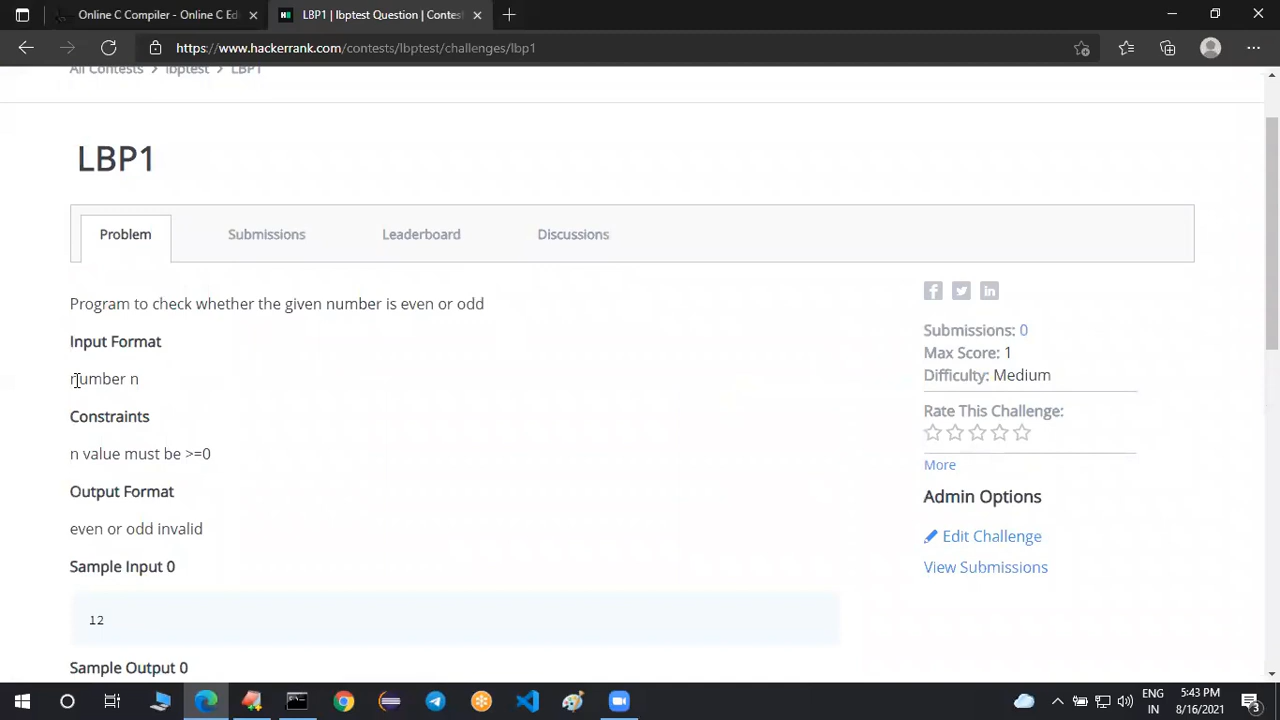 Online C Compiler - Online C Edi
LBP1 | lbptest Question | Contest
https://www.hackerrank.com/contests/lbptest/challenges/lbp1
All Contests > lbptest > LBP1
LBP1
Problem
Submissions
Leaderboard
Discussions
Program to check whether the given number is even or odd
Input Format
number n
Constraints
n value must be >=0
Output Format
even or odd invalid
Sample Input 0
12
Sample Output 0
Submissions: 0
Max Score: 1
Difficulty: Medium
Rate This Challenge:
More
Admin Options
Edit Challenge
View Submissions
ENG
IN
5:43 PM
8/16/2021
3